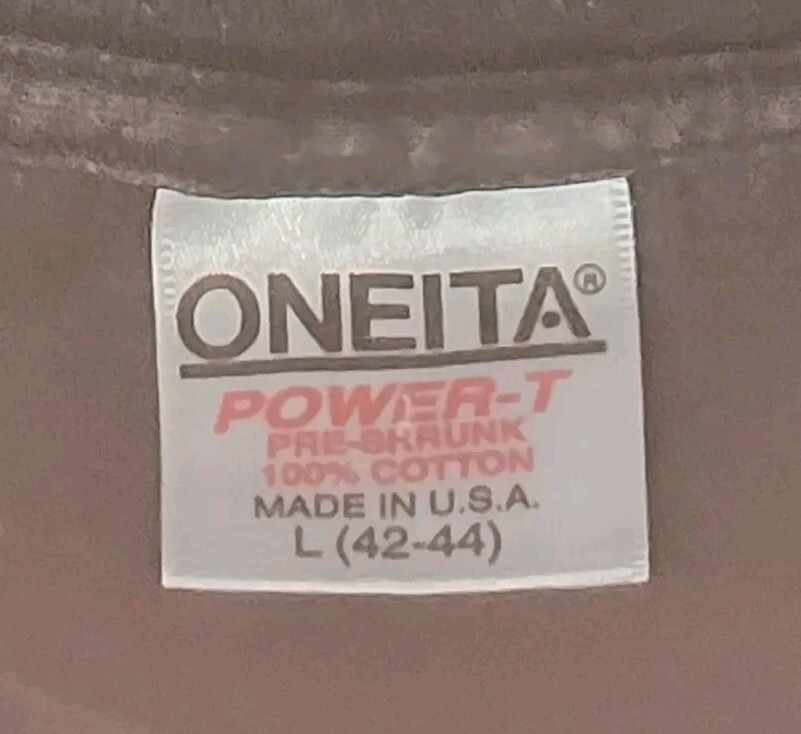 ONEITA®
POWER-T
PRE-SHRUNK
100% COTTON
MADE IN U.S.A.
L (42-44)